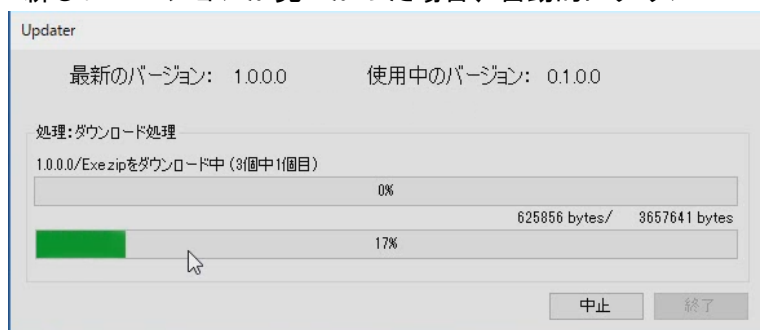 Updater
最新のバージョン: 1.0.0.0 使用中のバージョン: 0.1.0.0
処理:ダウンロード処理
1.0.0.0/Exe.zipをダウンロード中 (3個中1個目)
0%
625856 bytes/ 3657641 bytes
17%
中止 終了